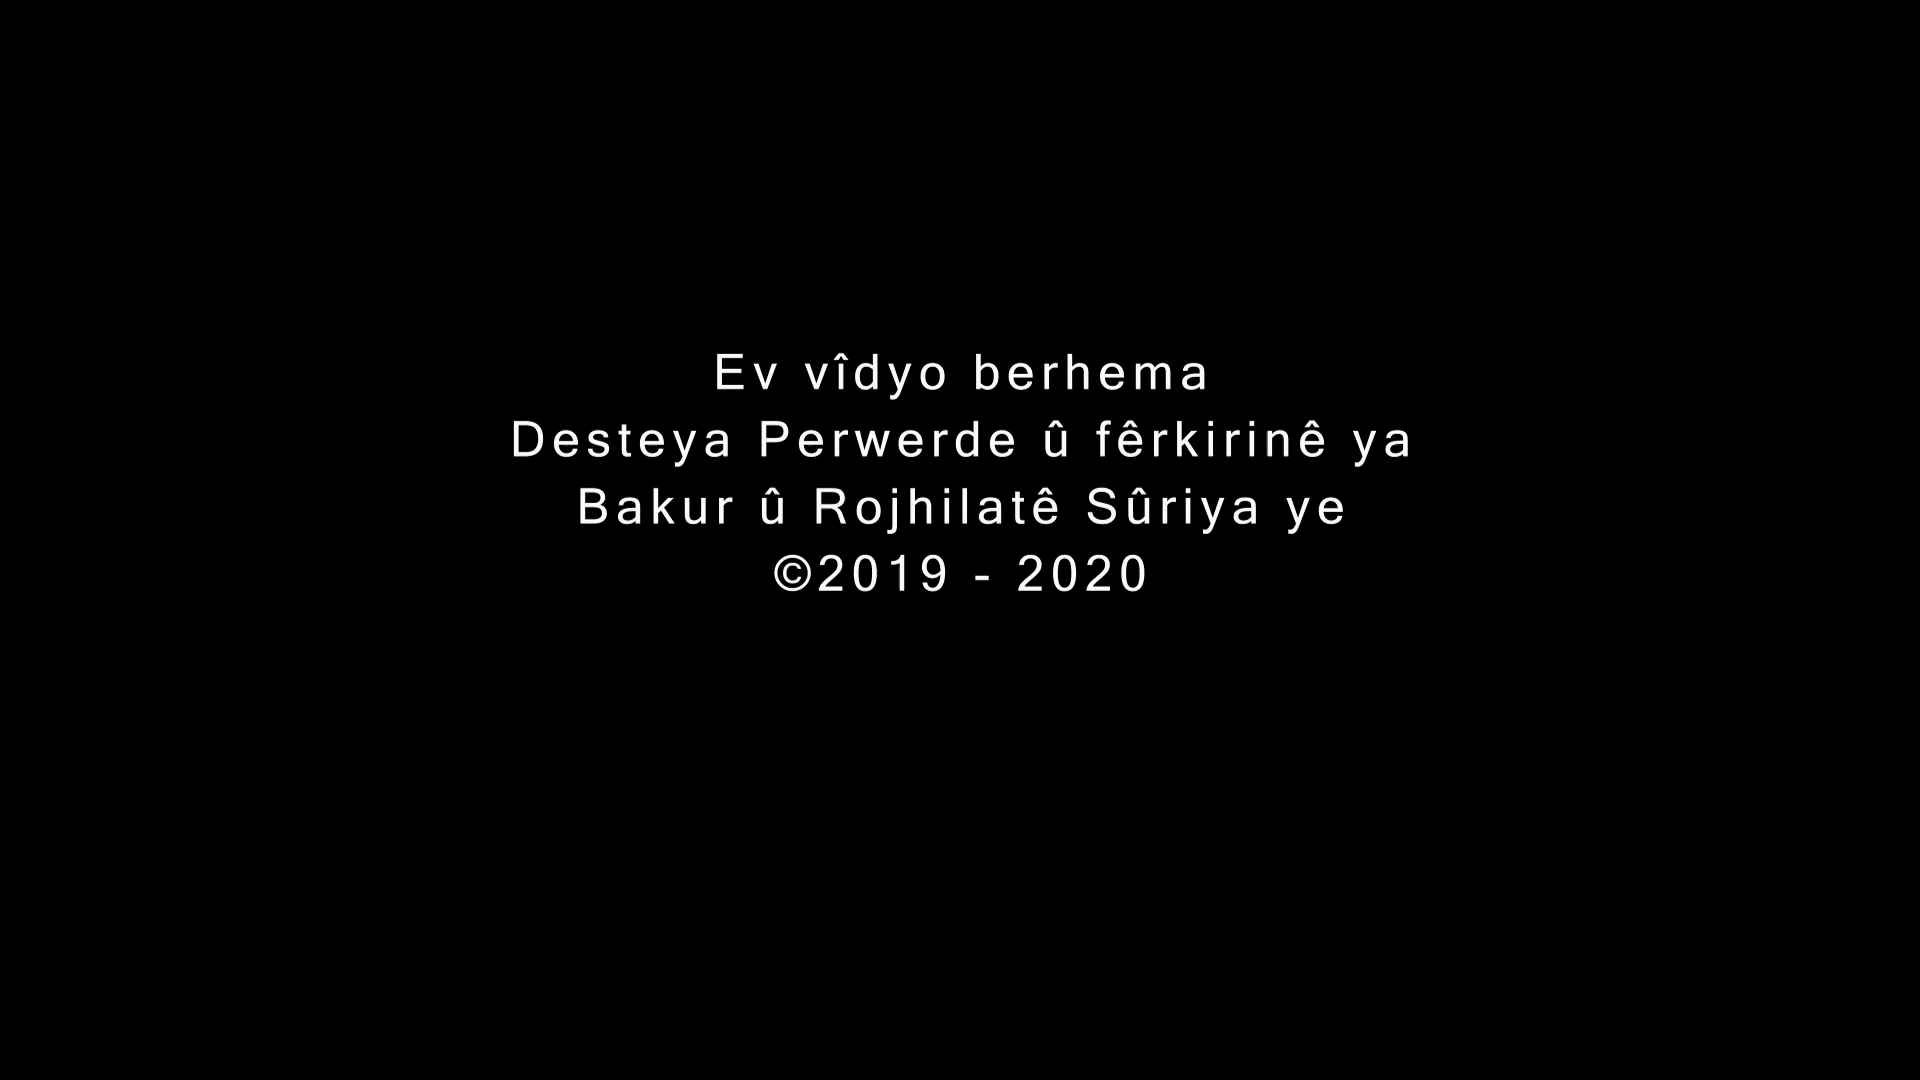 Ev vîdyo berhema
Desteya Perwerde û fêrkirinê ya
Bakur û Rojhilatê Sûriya ye
©2019 - 2020